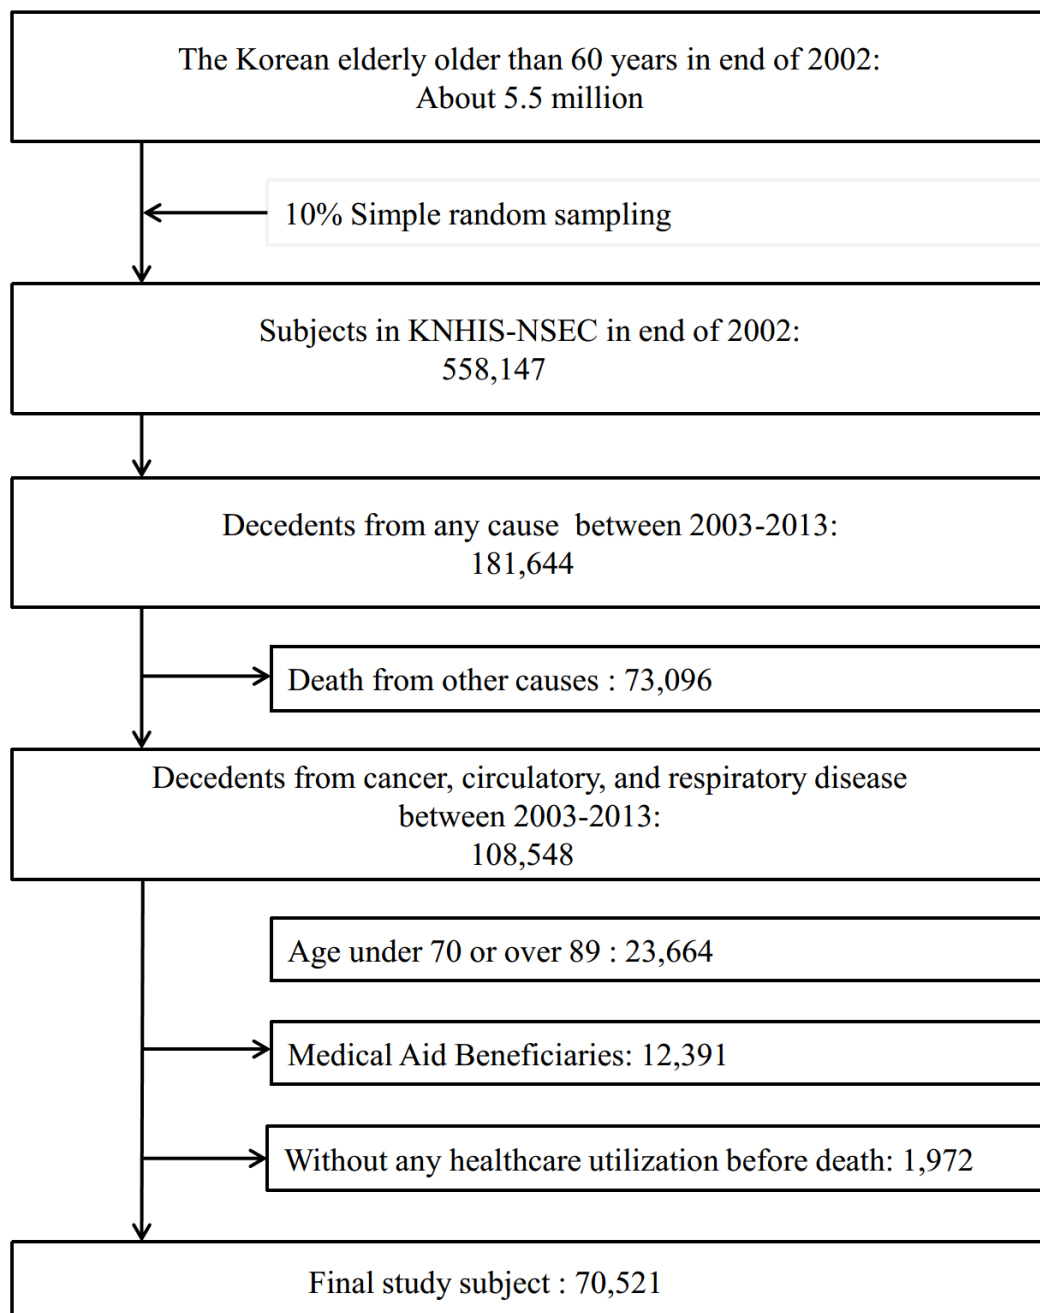 The Korean elderly older than 60 years in end of 2002:
About 5.5 million
10% Simple random sampling
Subjects in KNHIS-NSEC in end of 2002:
558,147
Decedents from any cause  between 2003-2013:
181,644
Death from other causes : 73,096
Decedents from cancer, circulatory, and respiratory disease
between 2003-2013:
108,548
Age under 70 or over 89 : 23,664
Medical Aid Beneficiaries: 12,391
Without any healthcare utilization before death: 1,972
Final study subject : 70,521